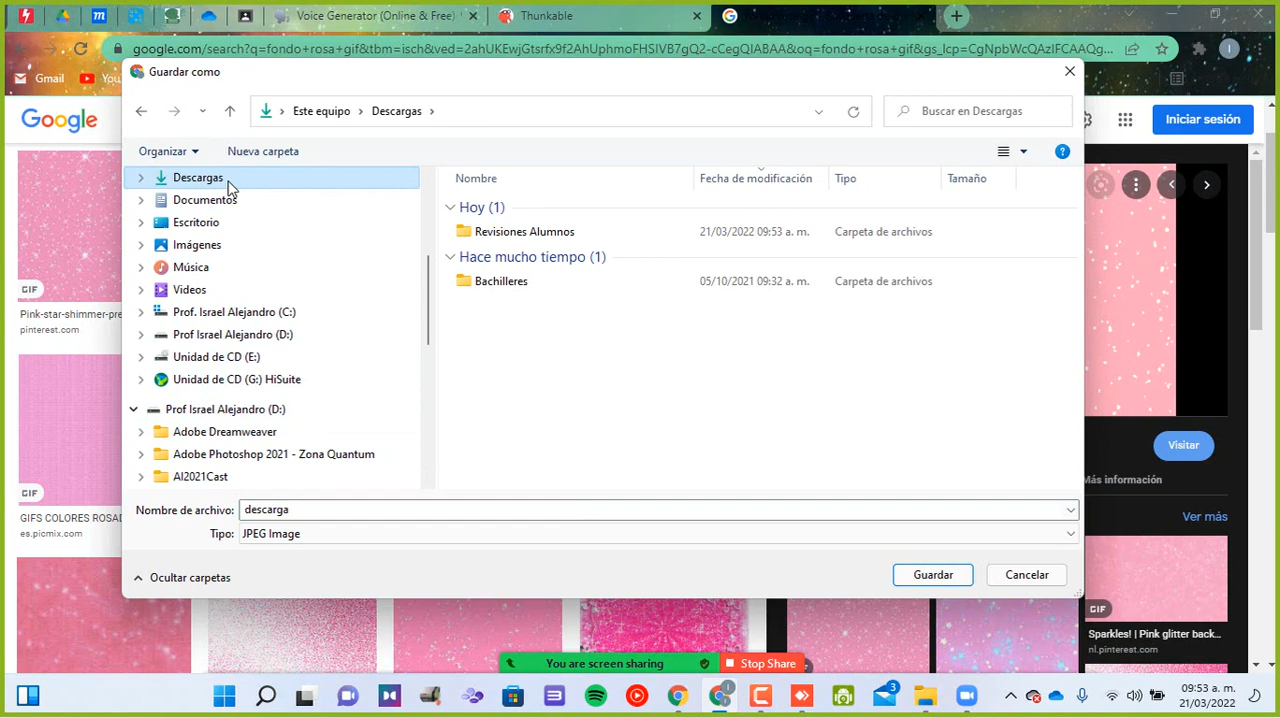 Voice Generator (Online & Free)
Thunkable
google.com/search?q=fondo+rosa+gif&tbm=isch&ved=2ahUKEwjGtsrfx9f2AhUphmoFHSIVB7gQ2-cCegQIABAA&oq=fondo+rosa+gif&gs_lcp=CgNpbWcQAzIFCAAQg...
Gmail
You
Guardar como
Este equipo > Descargas >
Buscar en Descargas
Google
Iniciar sesión
Organizar
Nueva carpeta
Descargas
Documentos
Escritorio
Imágenes
Música
Videos
Prof. Israel Alejandro (C:)
Prof Israel Alejandro (D:)
Unidad de CD (E:)
Unidad de CD (G:) HiSuite
Prof Israel Alejandro (D:)
Adobe Dreamweaver
Adobe Photoshop 2021 - Zona Quantum
AI2021Cast
Nombre
Fecha de modificación
Tipo
Tamaño
Hoy (1)
Revisiones Alumnos
21/03/2022 09:53 a. m.
Carpeta de archivos
Hace mucho tiempo (1)
Bachilleres
05/10/2021 09:32 a. m.
Carpeta de archivos
GIF
Pink-star-shimmer-pre
pinterest.com
GIF
GIFS COLORES ROSAD
es.picmix.com
Nombre de archivo: descarga
Tipo: JPEG Image
Ocultar carpetas
Guardar
Cancelar
Visitar
Más información
Ver más
GIF
Sparkles! | Pink glitter back...
nl.pinterest.com
You are screen sharing
Stop Share
3
09:53 a. m.
21/03/2022